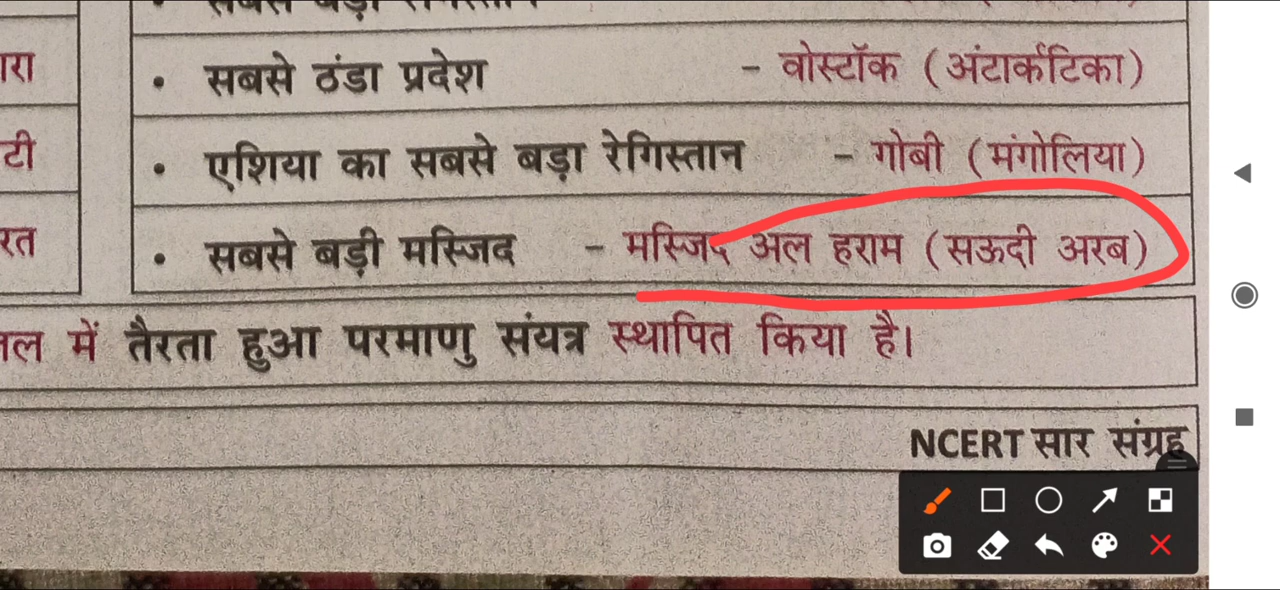 रा
• सबसे ठंडा प्रदेश – वोस्टॉक (अंटार्कटिका)
टी
• एशिया का सबसे बड़ा रेगिस्तान – गोबी (मंगोलिया)
रत
• सबसे बड़ी मस्जिद – मस्जिद अल हराम (सऊदी अरब)
में तैरता हुआ परमाणु संयत्र स्थापित किया है।
NCERT सार संग्रह